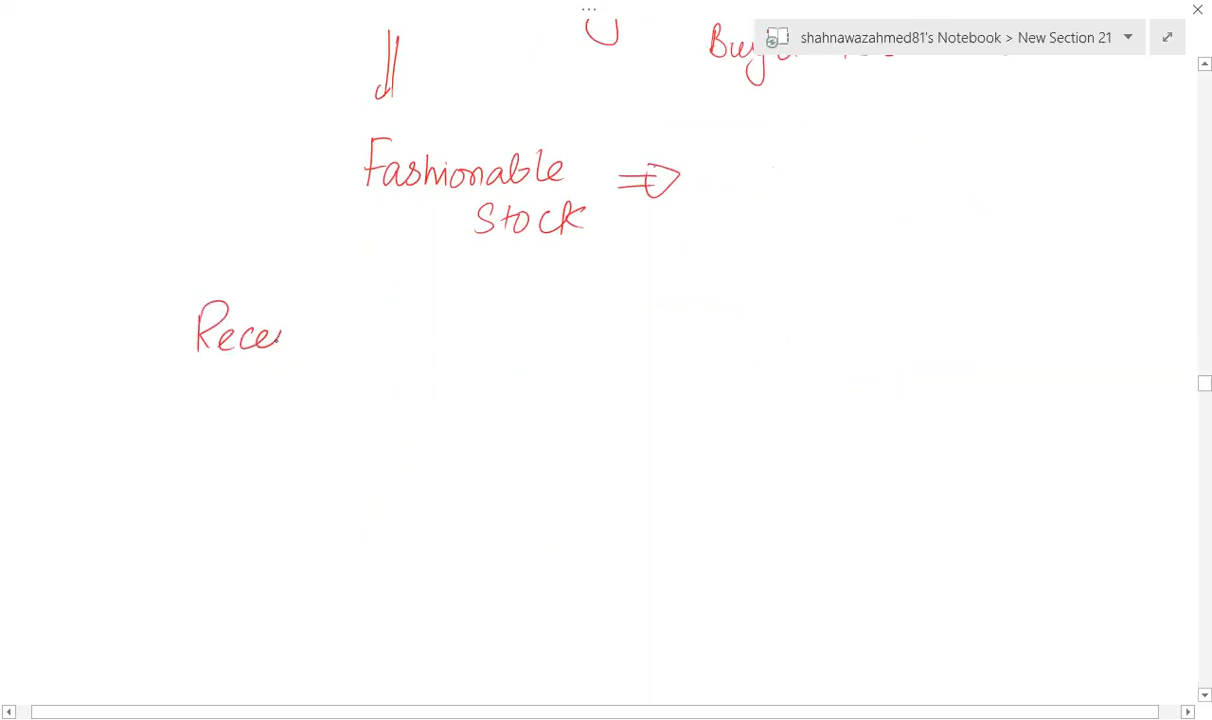 shahnawazahmed81's Notebook > New Section 21
Fashionable ⇒
Stock
Rece